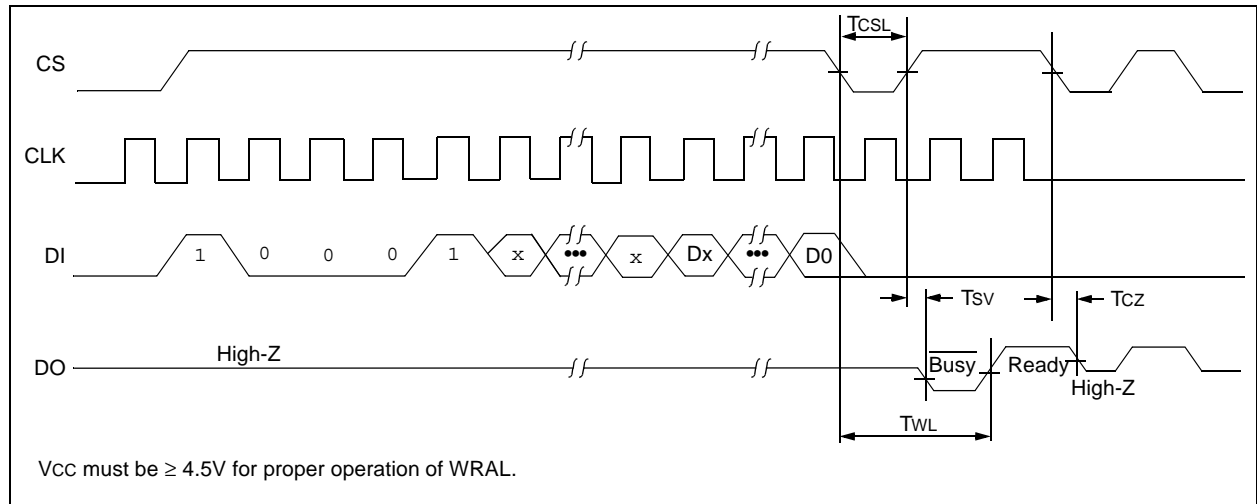 TCSL
CS
CLK
DI
1 0 0 0 1 x ••• x Dx ••• D0
TSV
TCZ
High-Z
DO
Busy
Ready
High-Z
TWL
VCC must be ≥ 4.5V for proper operation of WRAL.